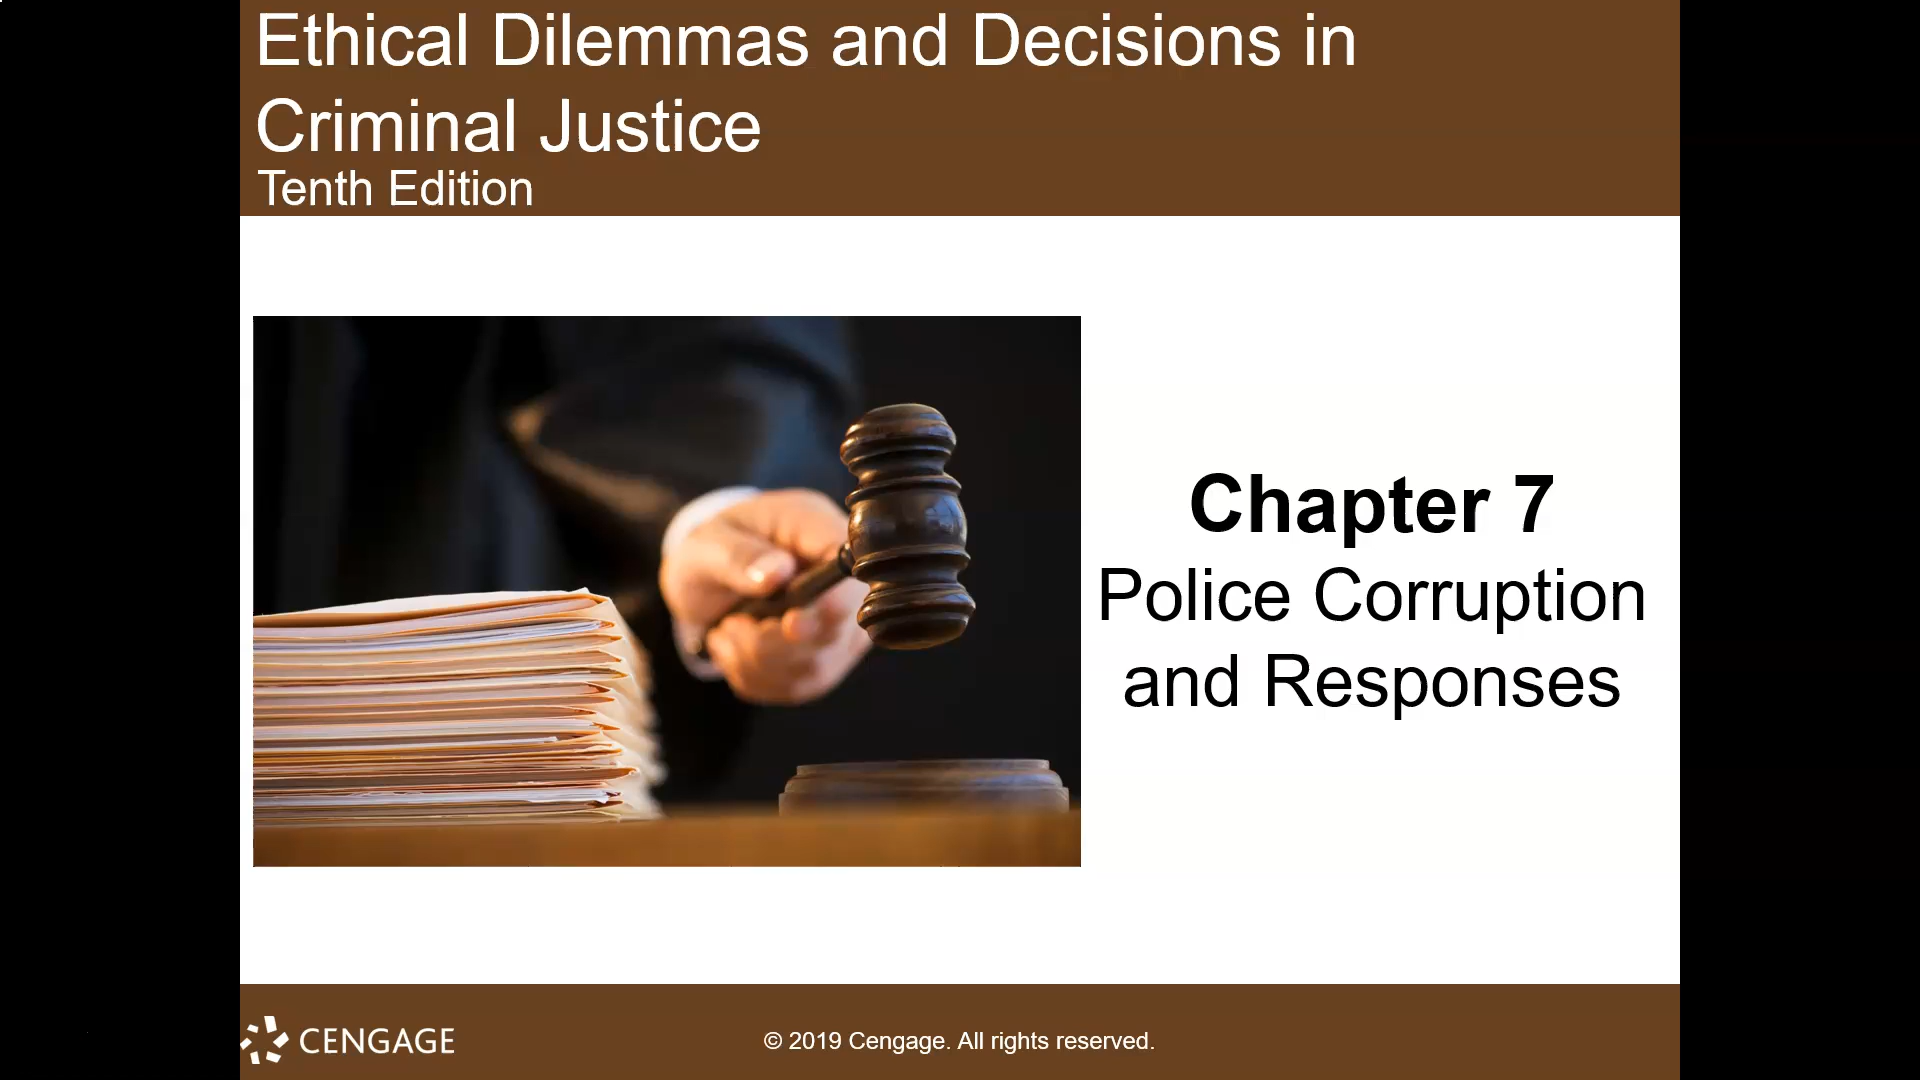 Ethical Dilemmas and Decisions in
Criminal Justice
Tenth Edition
Chapter 7
Police Corruption
and Responses
CENGAGE
© 2019 Cengage. All rights reserved.